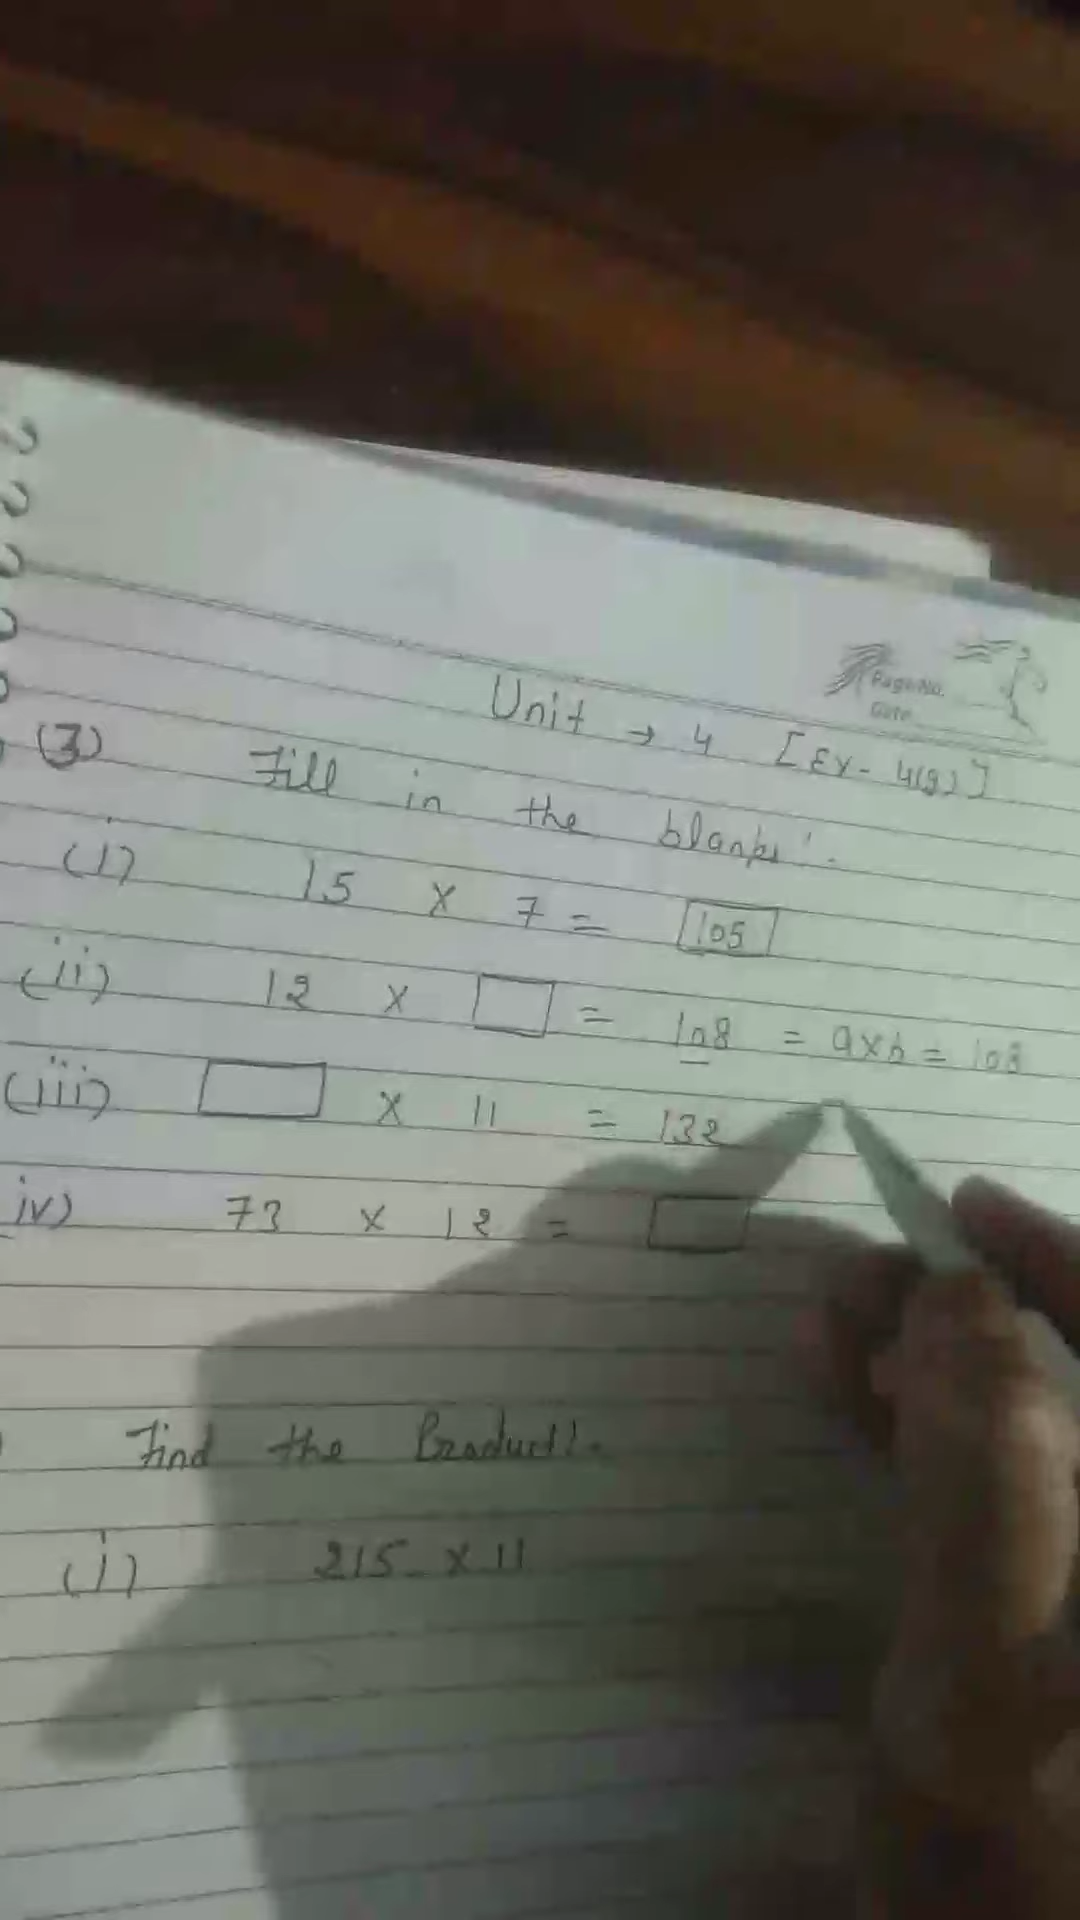 Page No.
Date
Unit → 4 [Ex- 4(g)]
(3) Fill in the blanks:
(i) 15 x 7 = 105
(ii) 12 x = 108 = axb = 108
(iii) x 11 = 132
iv) 73 x 12 =
Find the Product:
(i) 215 x 11